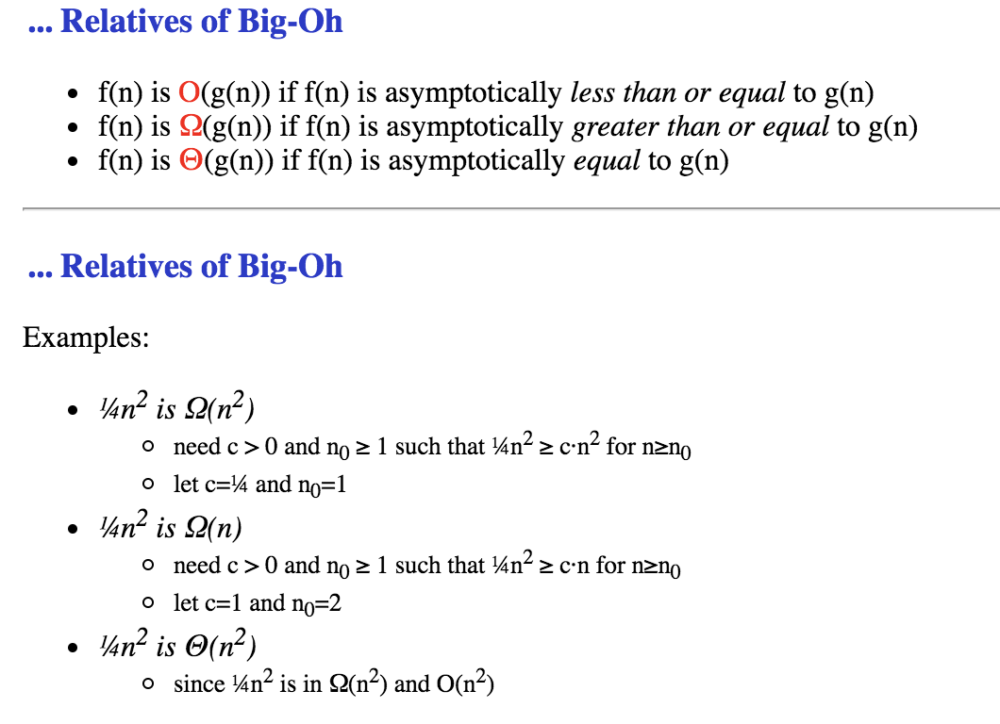 ... Relatives of Big-Oh
• f(n) is O(g(n)) if f(n) is asymptotically less than or equal to g(n)
• f(n) is Ω(g(n)) if f(n) is asymptotically greater than or equal to g(n)
• f(n) is Θ(g(n)) if f(n) is asymptotically equal to g(n)
... Relatives of Big-Oh
Examples:
• ¼n² is Ω(n²)
○ need c > 0 and n₀ ≥ 1 such that ¼n² ≥ c·n² for n≥n₀
○ let c=¼ and n₀=1
• ¼n² is Ω(n)
○ need c > 0 and n₀ ≥ 1 such that ¼n² ≥ c·n for n≥n₀
○ let c=1 and n₀=2
• ¼n² is Θ(n²)
○ since ¼n² is in Ω(n²) and O(n²)